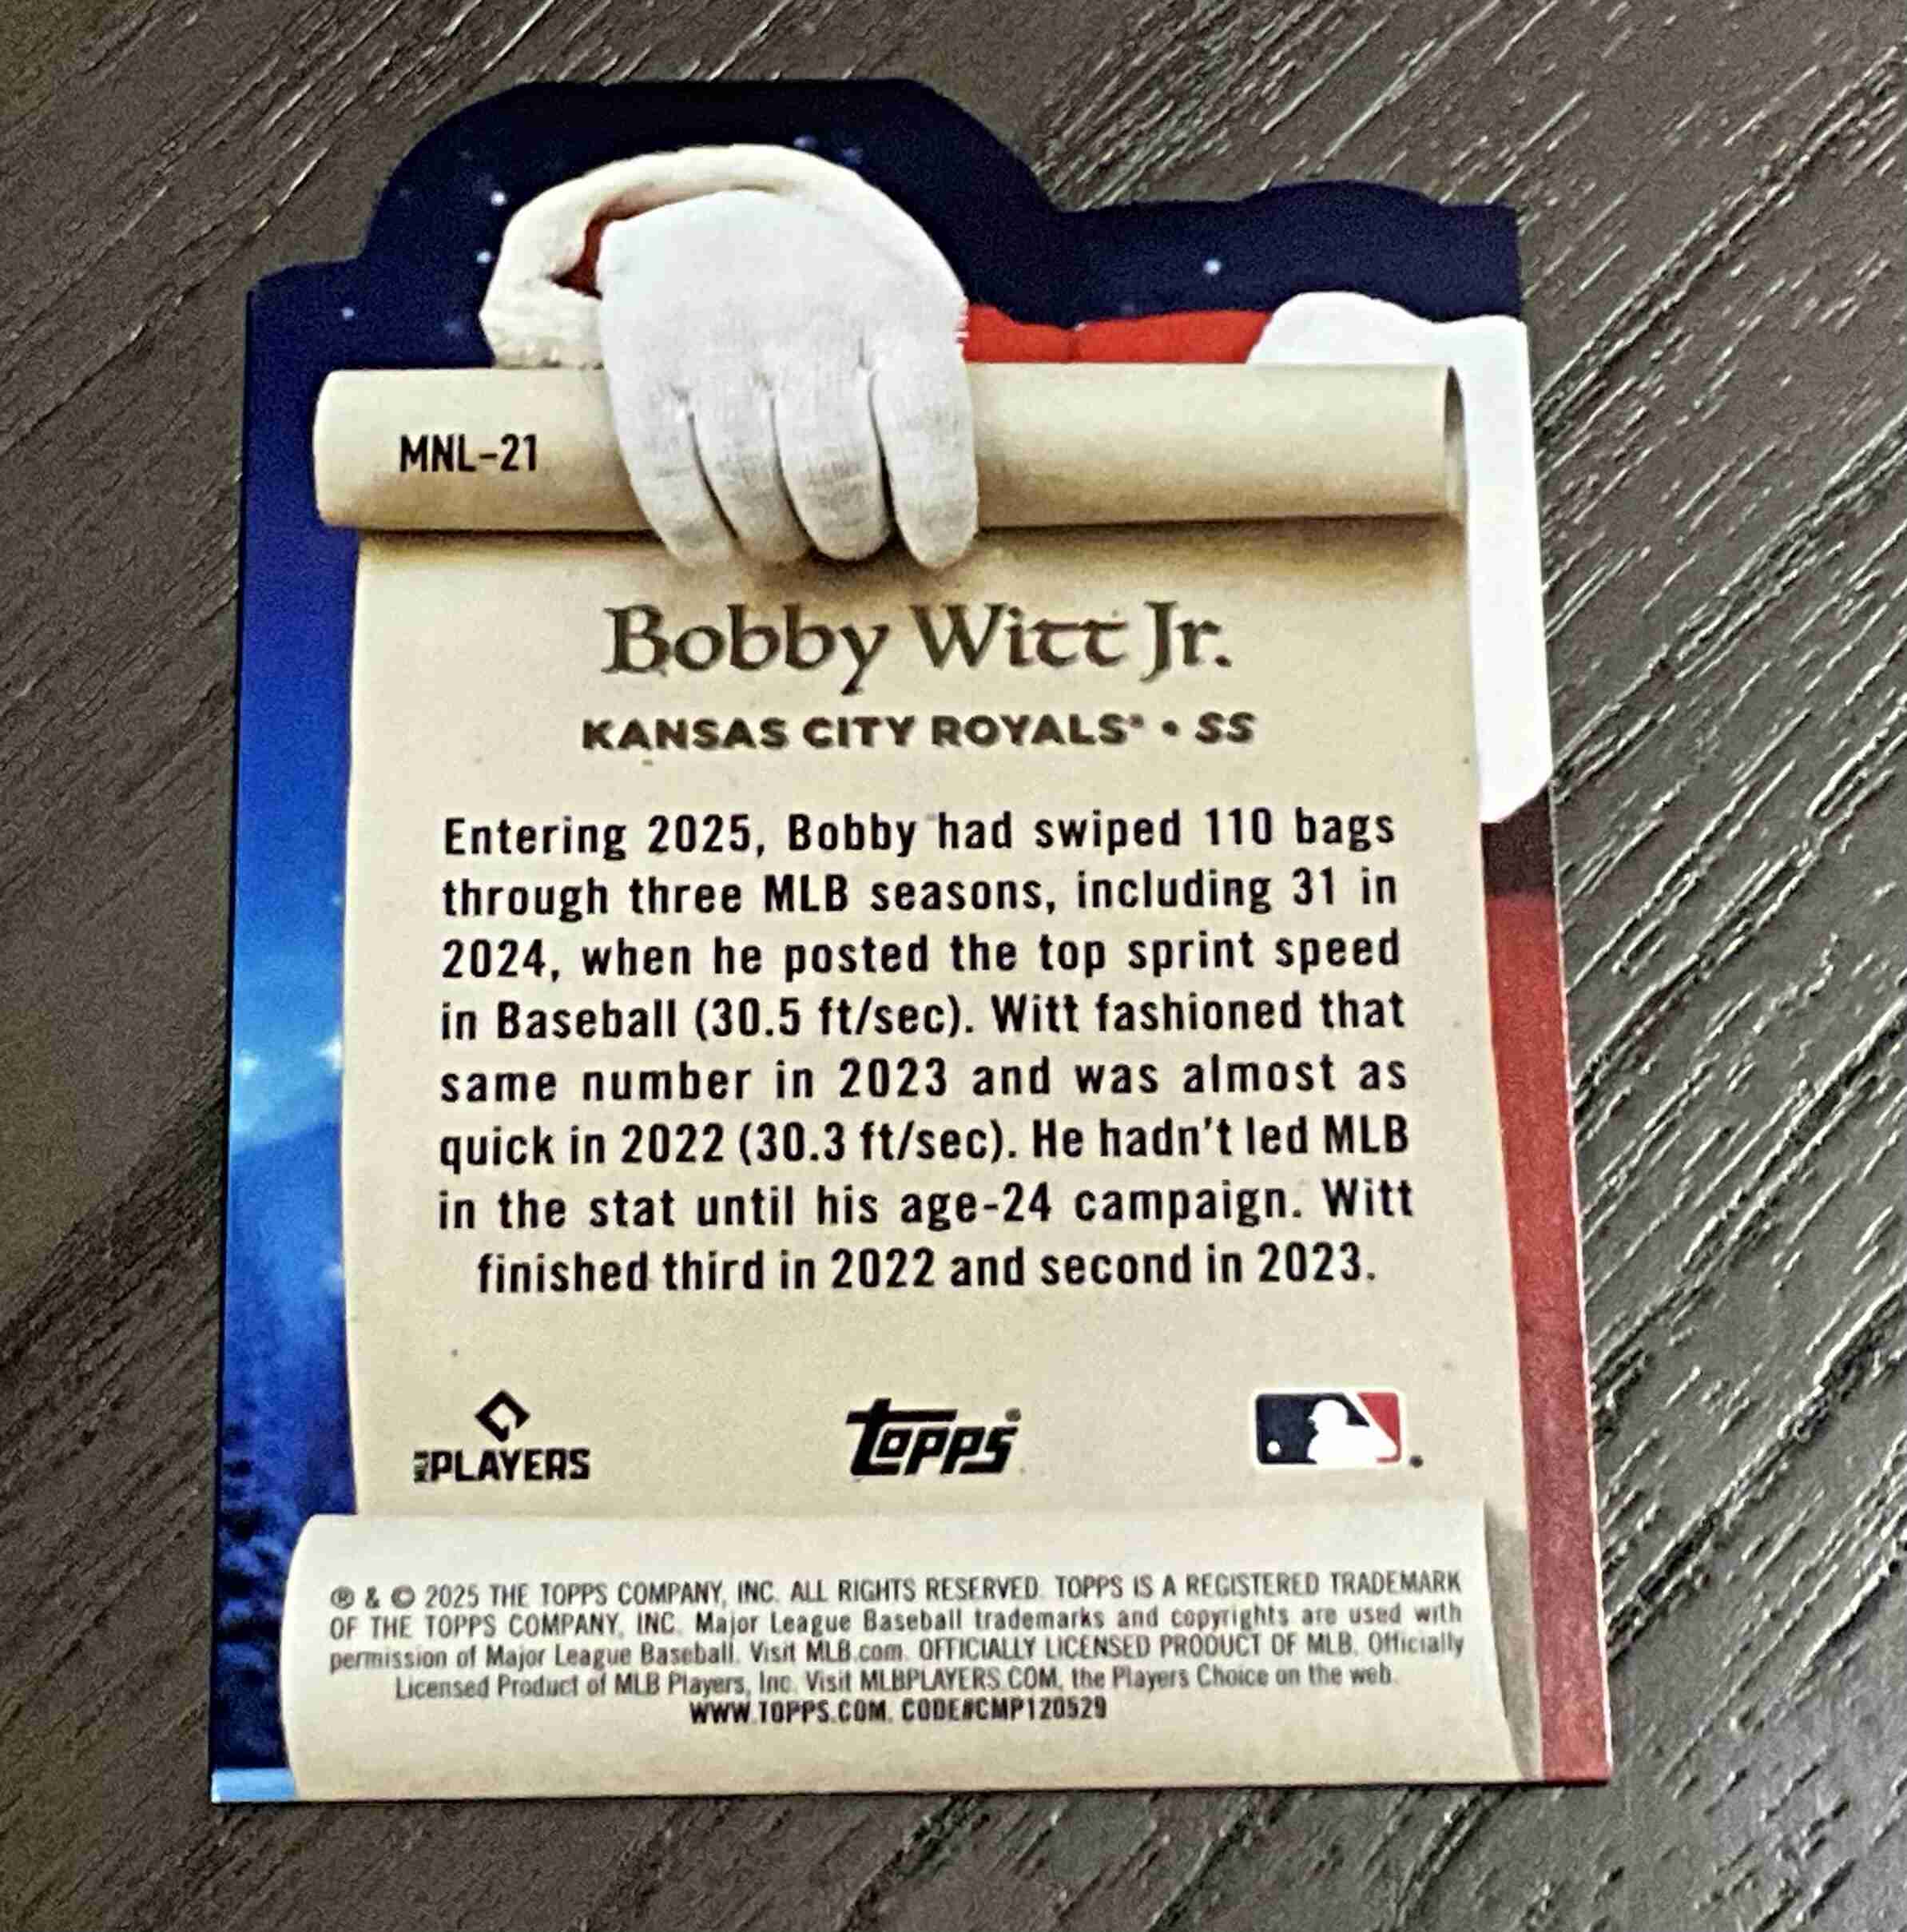 MNL-21
Bobby Witt Jr.
KANSAS CITY ROYALS® • SS
Entering 2025, Bobby had swiped 110 bags
through three MLB seasons, including 31 in
2024, when he posted the top sprint speed
in Baseball (30.5 ft/sec). Witt fashioned that
same number in 2023 and was almost as
quick in 2022 (30.3 ft/sec). He hadn't led MLB
in the stat until his age-24 campaign. Witt
finished third in 2022 and second in 2023.
PLAYERS
topps®
® & © 2025 THE TOPPS COMPANY, INC. ALL RIGHTS RESERVED. TOPPS IS A REGISTERED TRADEMARK
OF THE TOPPS COMPANY, INC. Major League Baseball trademarks and copyrights are used with
permission of Major League Baseball. Visit MLB.com. OFFICIALLY LICENSED PRODUCT OF MLB. Officially
Licensed Product of MLB Players, Inc. Visit MLBPLAYERS.COM, the Players Choice on the web.
WWW.TOPPS.COM. CODE#CMP120529